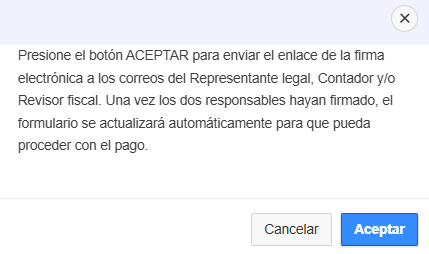 Presione el botón ACEPTAR para enviar el enlace de la firma
electrónica a los correos del Representante legal, Contador y/o
Revisor fiscal. Una vez los dos responsables hayan firmado, el
formulario se actualizará automáticamente para que pueda
proceder con el pago.
Cancelar Aceptar